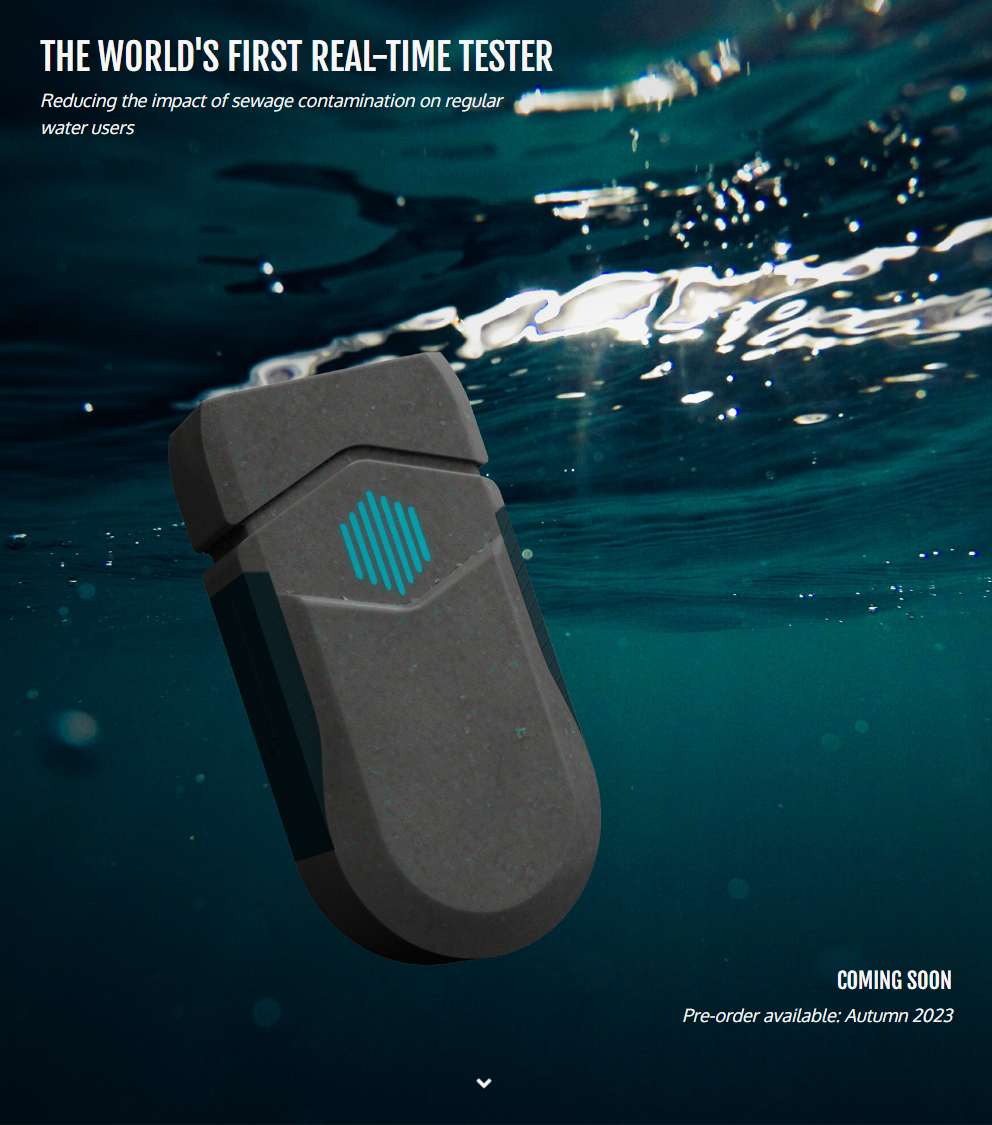 THE WORLD'S FIRST REAL-TIME TESTER
Reducing the impact of sewage contamination on regular
water users
COMING SOON
Pre-order available: Autumn 2023